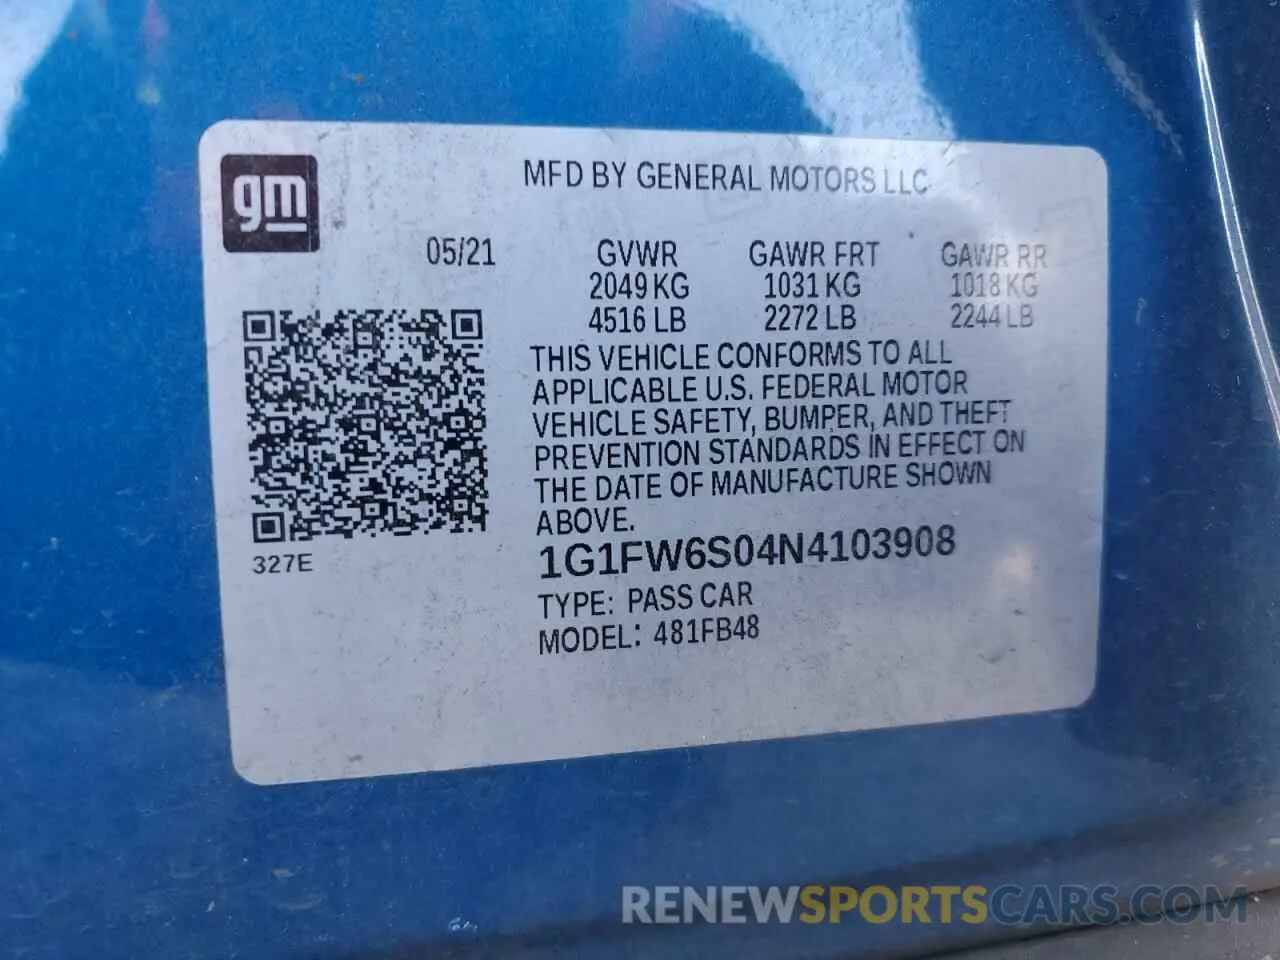 gm
MFD BY GENERAL MOTORS LLC
05/21 GVWR GAWR FRT GAWR RR
2049 KG 1031 KG 1018 KG
4516 LB 2272 LB 2244 LB
THIS VEHICLE CONFORMS TO ALL
APPLICABLE U.S. FEDERAL MOTOR
VEHICLE SAFETY, BUMPER, AND THEFT
PREVENTION STANDARDS IN EFFECT ON
THE DATE OF MANUFACTURE SHOWN
ABOVE.
327E
1G1FW6S04N4103908
TYPE: PASS CAR
MODEL: 481FB48
RENEWSPORTSCARS.COM